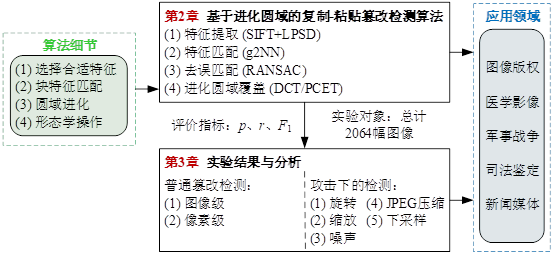 算法细节
(1) 选择合适特征
(2) 块特征匹配
(3) 圆域进化
(4) 形态学操作
第2章 基于进化圆域的复制-粘贴篡改检测算法
(1) 特征提取 (SIFT+LPSD)
(2) 特征匹配 (g2NN)
(3) 去误匹配 (RANSAC)
(4) 进化圆域覆盖 (DCT/PCET)
评价指标：p、r、F1
实验对象：总计
2064幅图像
第3章 实验结果与分析
普通篡改检测：
(1) 图像级
(2) 像素级
攻击下的检测：
(1) 旋转 (4) JPEG压缩
(2) 缩放 (5) 下采样
(3) 噪声
应用领域
图像版权
医学影像
军事战争
司法鉴定
新闻媒体